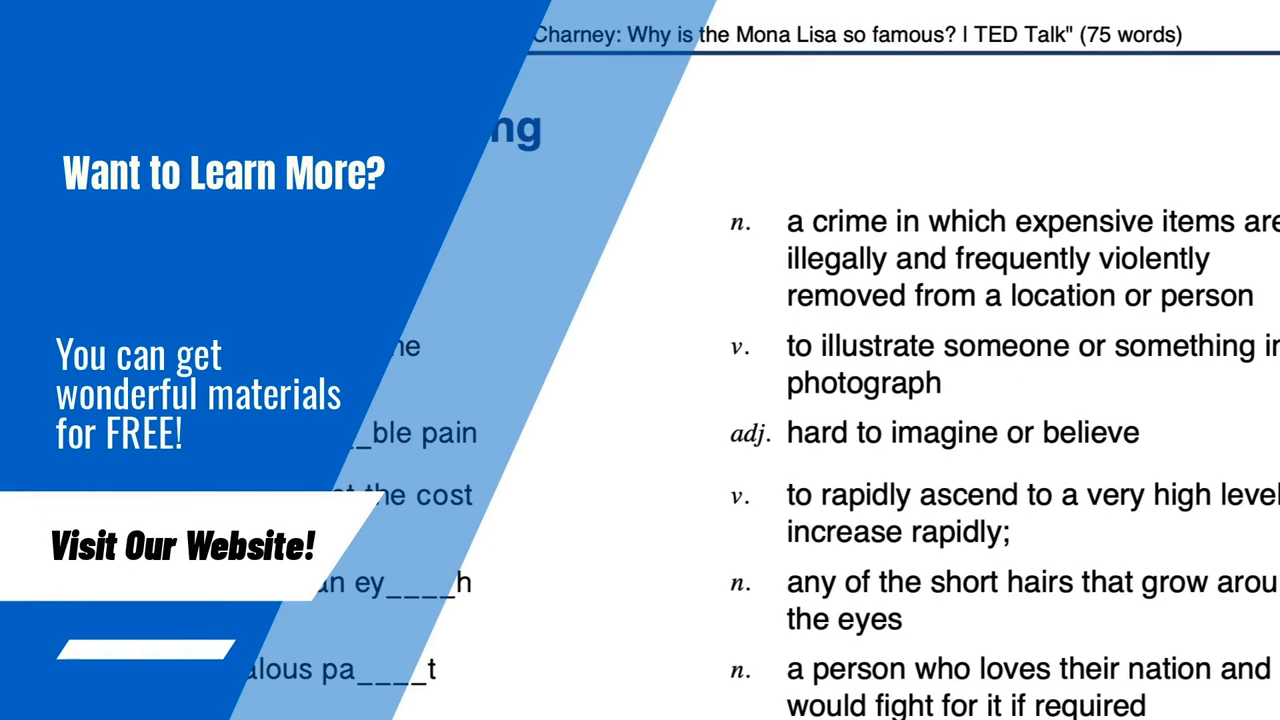 Charney: Why is the Mona Lisa so famous? | TED Talk" (75 words)
ng
Want to Learn More?
You can get
wonderful materials
for FREE!
Visit Our Website!
he
_ble pain
the cost
an ey____h
alous pa____t
n. a crime in which expensive items are
illegally and frequently violently
removed from a location or person
v. to illustrate someone or something in
photograph
adj. hard to imagine or believe
v. to rapidly ascend to a very high level
increase rapidly;
n. any of the short hairs that grow arou
the eyes
n. a person who loves their nation and
would fight for it if required